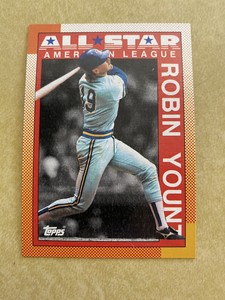 ALL★STAR
AMERICAN LEAGUE
ROBIN YOUNT
19
Topps